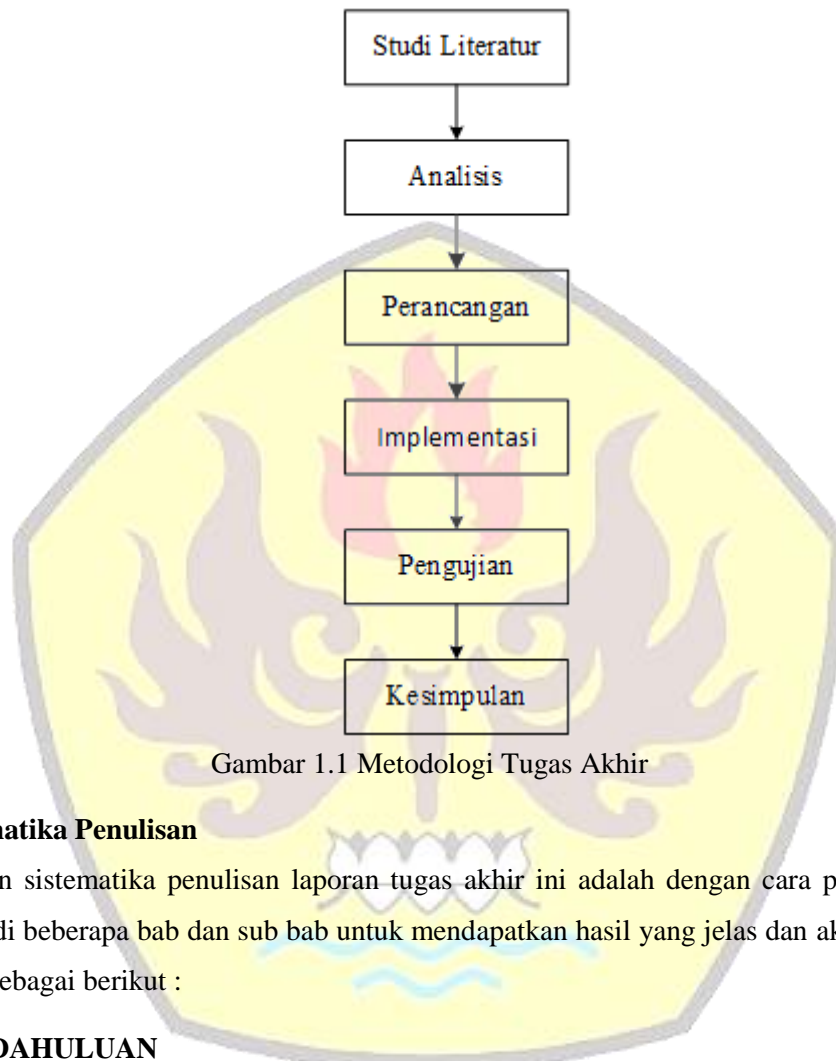 Studi Literatur
Analisis
Perancangan
Implementasi
Pengujian
Kesimpulan
Gambar 1.1 Metodologi Tugas Akhir
matika Penulisan
n sistematika penulisan laporan tugas akhir ini adalah dengan cara p
di beberapa bab dan sub bab untuk mendapatkan hasil yang jelas dan ak
sebagai berikut :
DAHULUAN